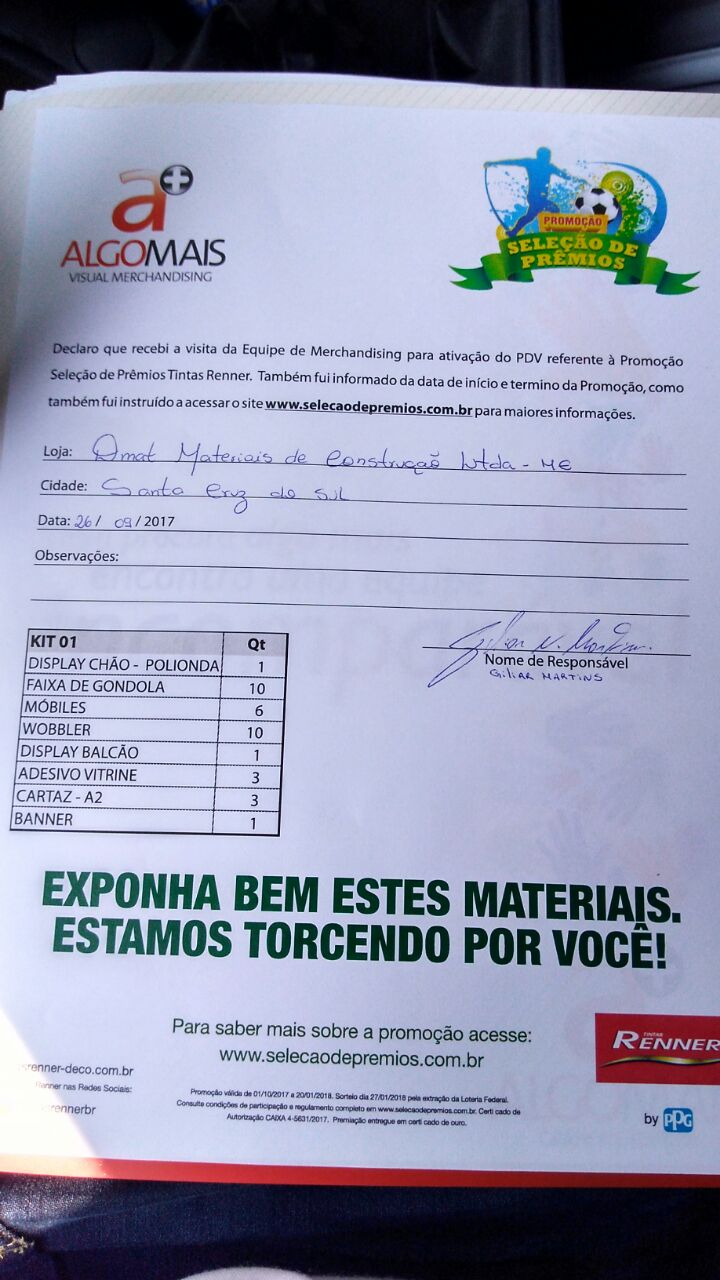 a+
ALGOMAIS
VISUAL MERCHANDISING
PROMOÇÃO
SELEÇÃO DE
PRÊMIOS
Declaro que recebi a visita da Equipe de Merchandising para ativação do PDV referente à Promoção
Seleção de Prêmios Tintas Renner. Também fui informado da data de início e termino da Promoção, como
também fui instruído a acessar o site www.selecaodepremios.com.br para maiores informações.
Loja: Qmat Materiais de Construção Ltda - ME
Cidade: Santa Cruz do Sul
Data: 26 / 09 / 2017
Observações:
KIT 01 Qt
DISPLAY CHÃO - POLIONDA 1
FAIXA DE GONDOLA 10
MÓBILES 6
WOBBLER 10
DISPLAY BALCÃO 1
ADESIVO VITRINE 3
CARTAZ - A2 3
BANNER 1
Nome de Responsável
GILIAR MARTINS
EXPONHA BEM ESTES MATERIAIS.
ESTAMOS TORCENDO POR VOCÊ!
Para saber mais sobre a promoção acesse:
www.selecaodepremios.com.br
TINTAS
RENNER
by PPG
renner-deco.com.br
Renner nas Redes Sociais:
rennerbr
Promoção válida de 01/10/2017 a 20/01/2018. Sorteio dia 27/01/2018 pela extração da Loteria Federal.
Consulte condições de participação e regulamento completo em www.selecaodepremios.com.br. Certi cado de
Autorização CAIXA 4-5631/2017. Premiação entregue em certi cado de ouro.